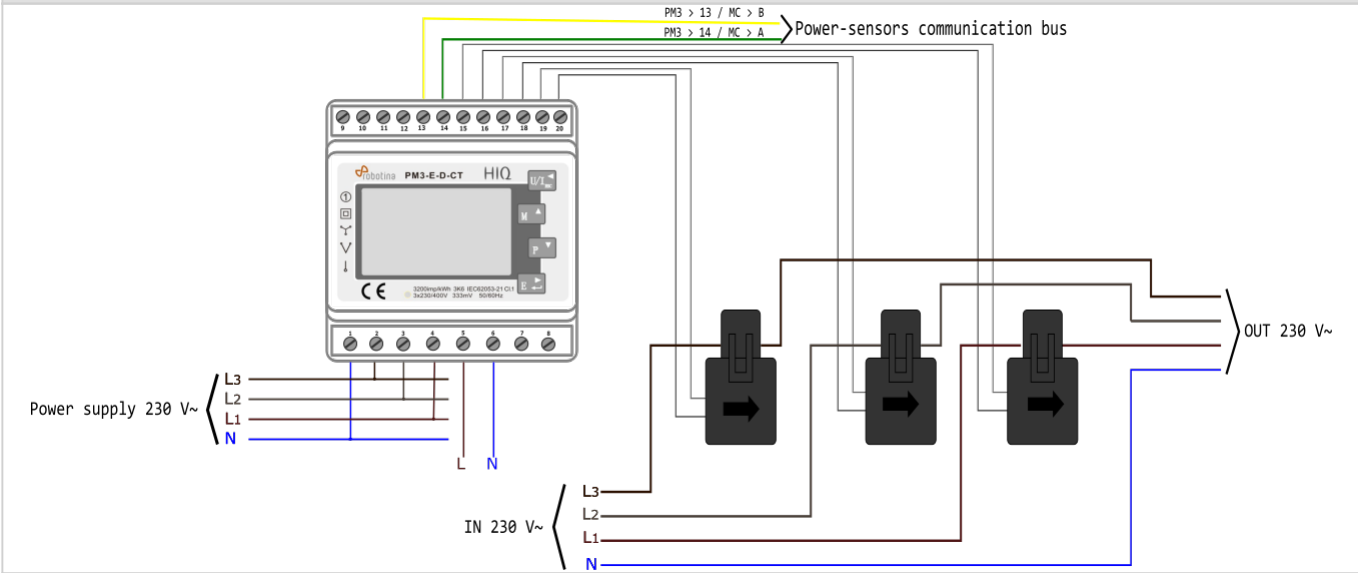 PM3 > 13 / MC > B
PM3 > 14 / MC > A
Power-sensors communication bus
9 10 11 12 13 14 15 16 17 18 19 20
robotina PM3-E-D-CT HIQ
U/I
M
P
E
CE
3200imp/kWh 3K6 IEC62053-21 Cl.1
3x230/400V 333mV 50/60Hz
1 2 3 4 5 6 7 8
Power supply 230 V~
L3
L2
L1
N
L N
OUT 230 V~
IN 230 V~
L3
L2
L1
N